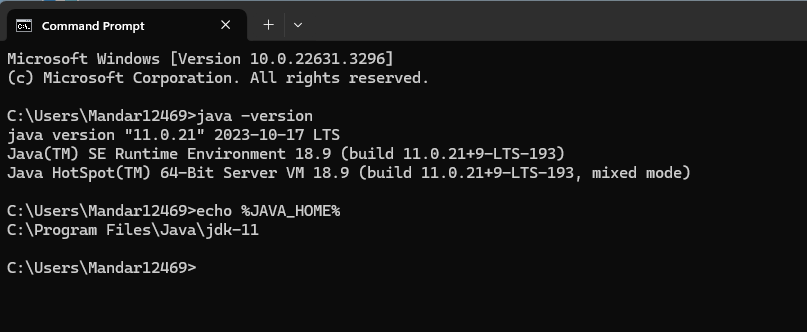 Command Prompt
Microsoft Windows [Version 10.0.22631.3296]
(c) Microsoft Corporation. All rights reserved.
C:\Users\Mandar12469>java -version
java version "11.0.21" 2023-10-17 LTS
Java(TM) SE Runtime Environment 18.9 (build 11.0.21+9-LTS-193)
Java HotSpot(TM) 64-Bit Server VM 18.9 (build 11.0.21+9-LTS-193, mixed mode)
C:\Users\Mandar12469>echo %JAVA_HOME%
C:\Program Files\Java\jdk-11
C:\Users\Mandar12469>